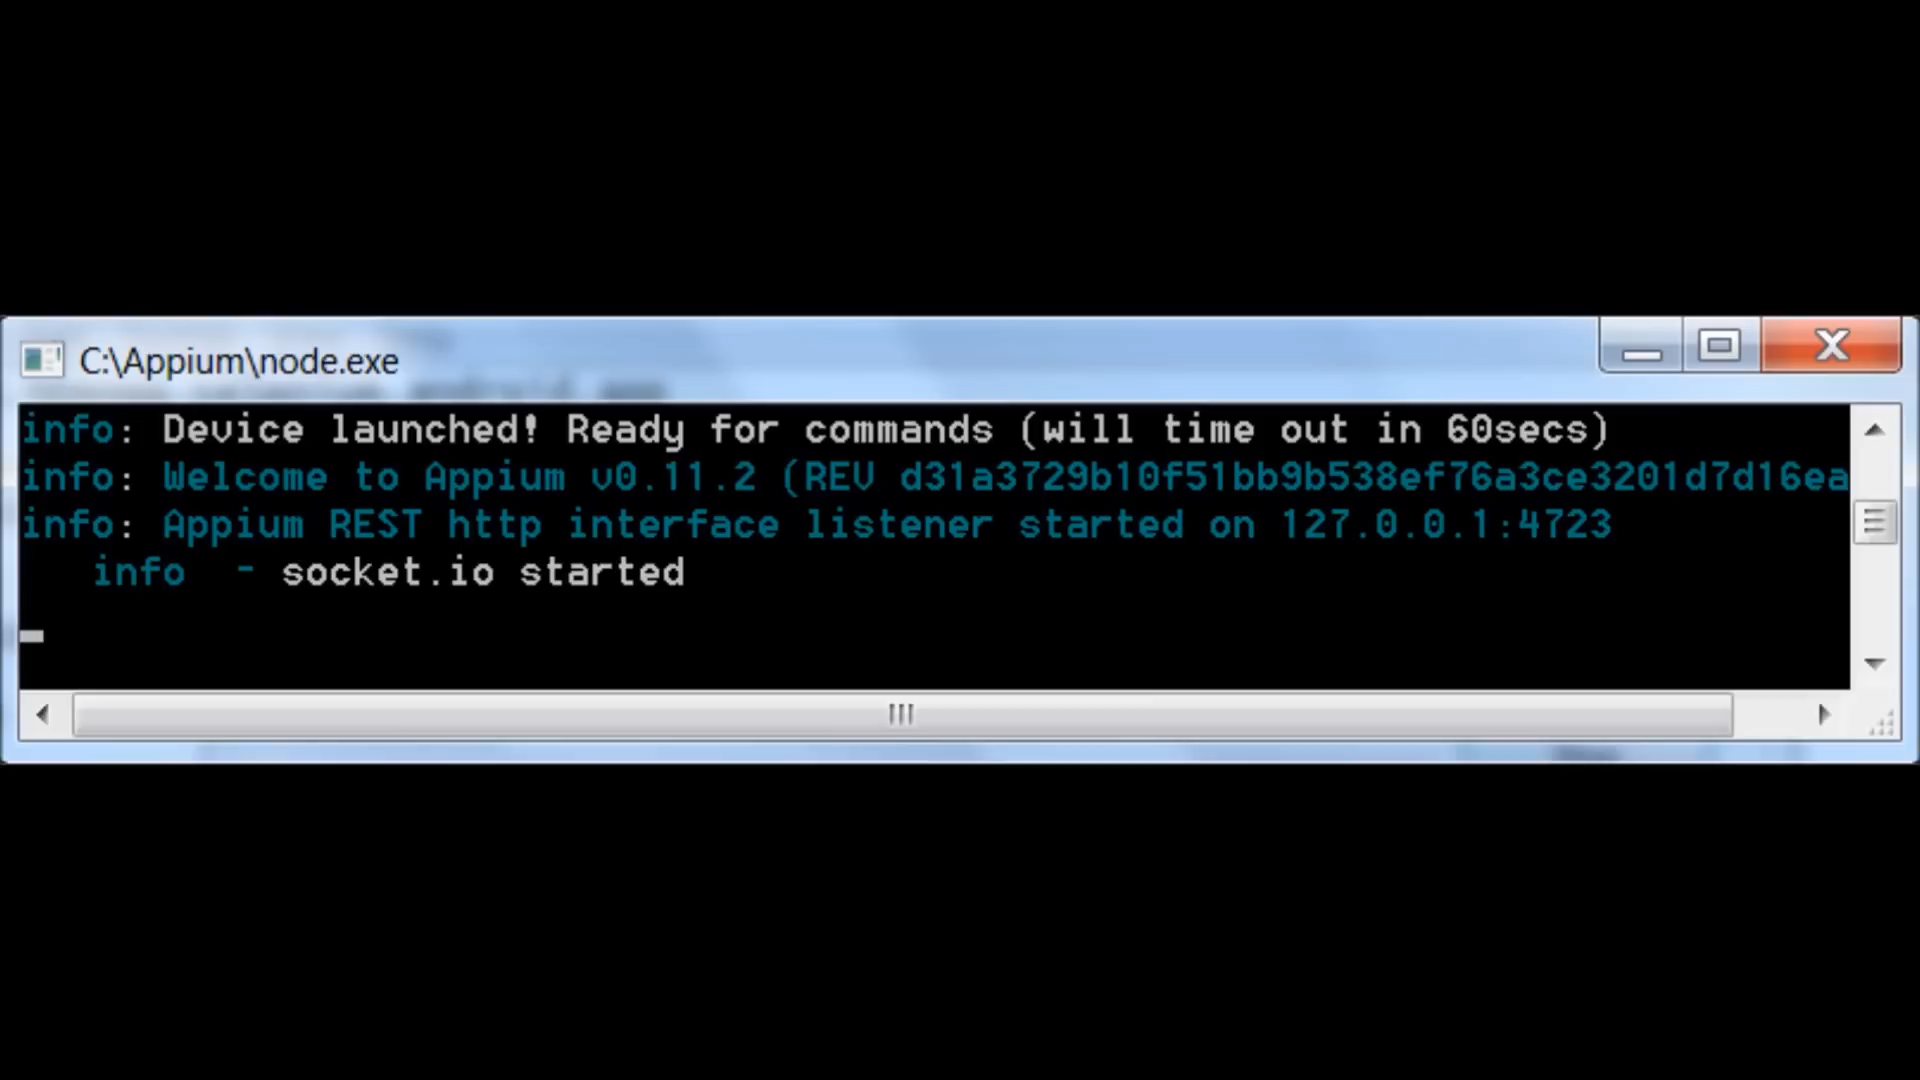 C:\Appium\node.exe
info: Device launched! Ready for commands (will time out in 60secs)
info: Welcome to Appium v0.11.2 (REV d31a3729b10f51bb9b538ef76a3ce3201d7d16ea
info: Appium REST http interface listener started on 127.0.0.1:4723
info - socket.io started